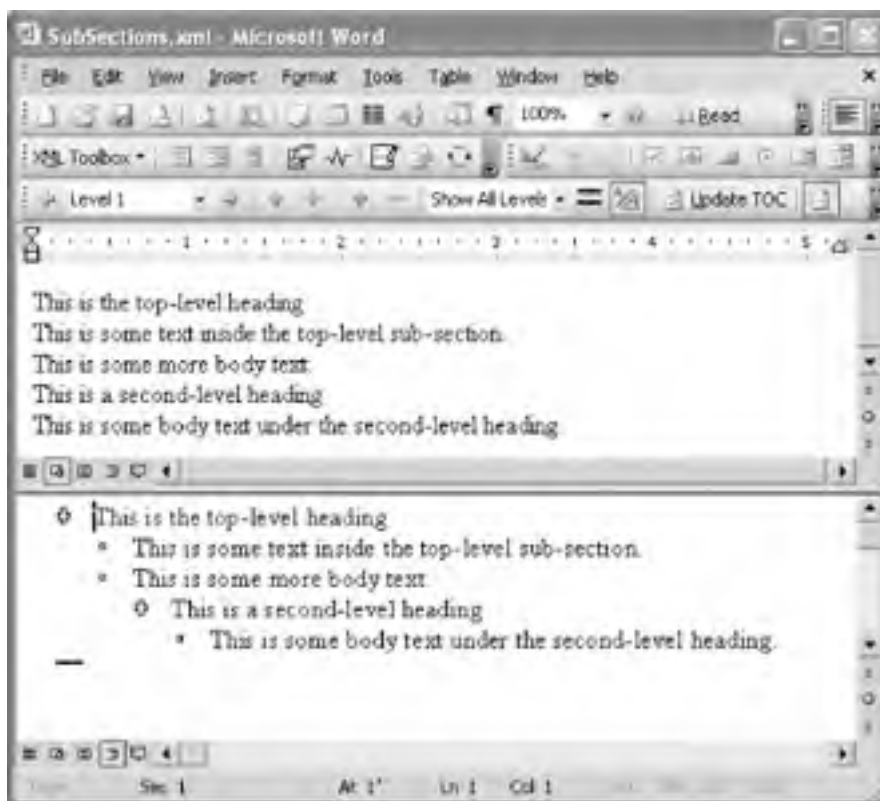 SubSections.xml - Microsoft Word
File Edit View Insert Format Tools Table Window Help
100% Read
XML Toolbox
Level 1 Show All Levels Update TOC
1 2 3 4 5
This is the top-level heading
This is some text inside the top-level sub-section.
This is some more body text.
This is a second-level heading
This is some body text under the second-level heading.
This is the top-level heading
This is some text inside the top-level sub-section.
This is some more body text.
This is a second-level heading
This is some body text under the second-level heading.
Sec 1 At 1" Ln 1 Col 1